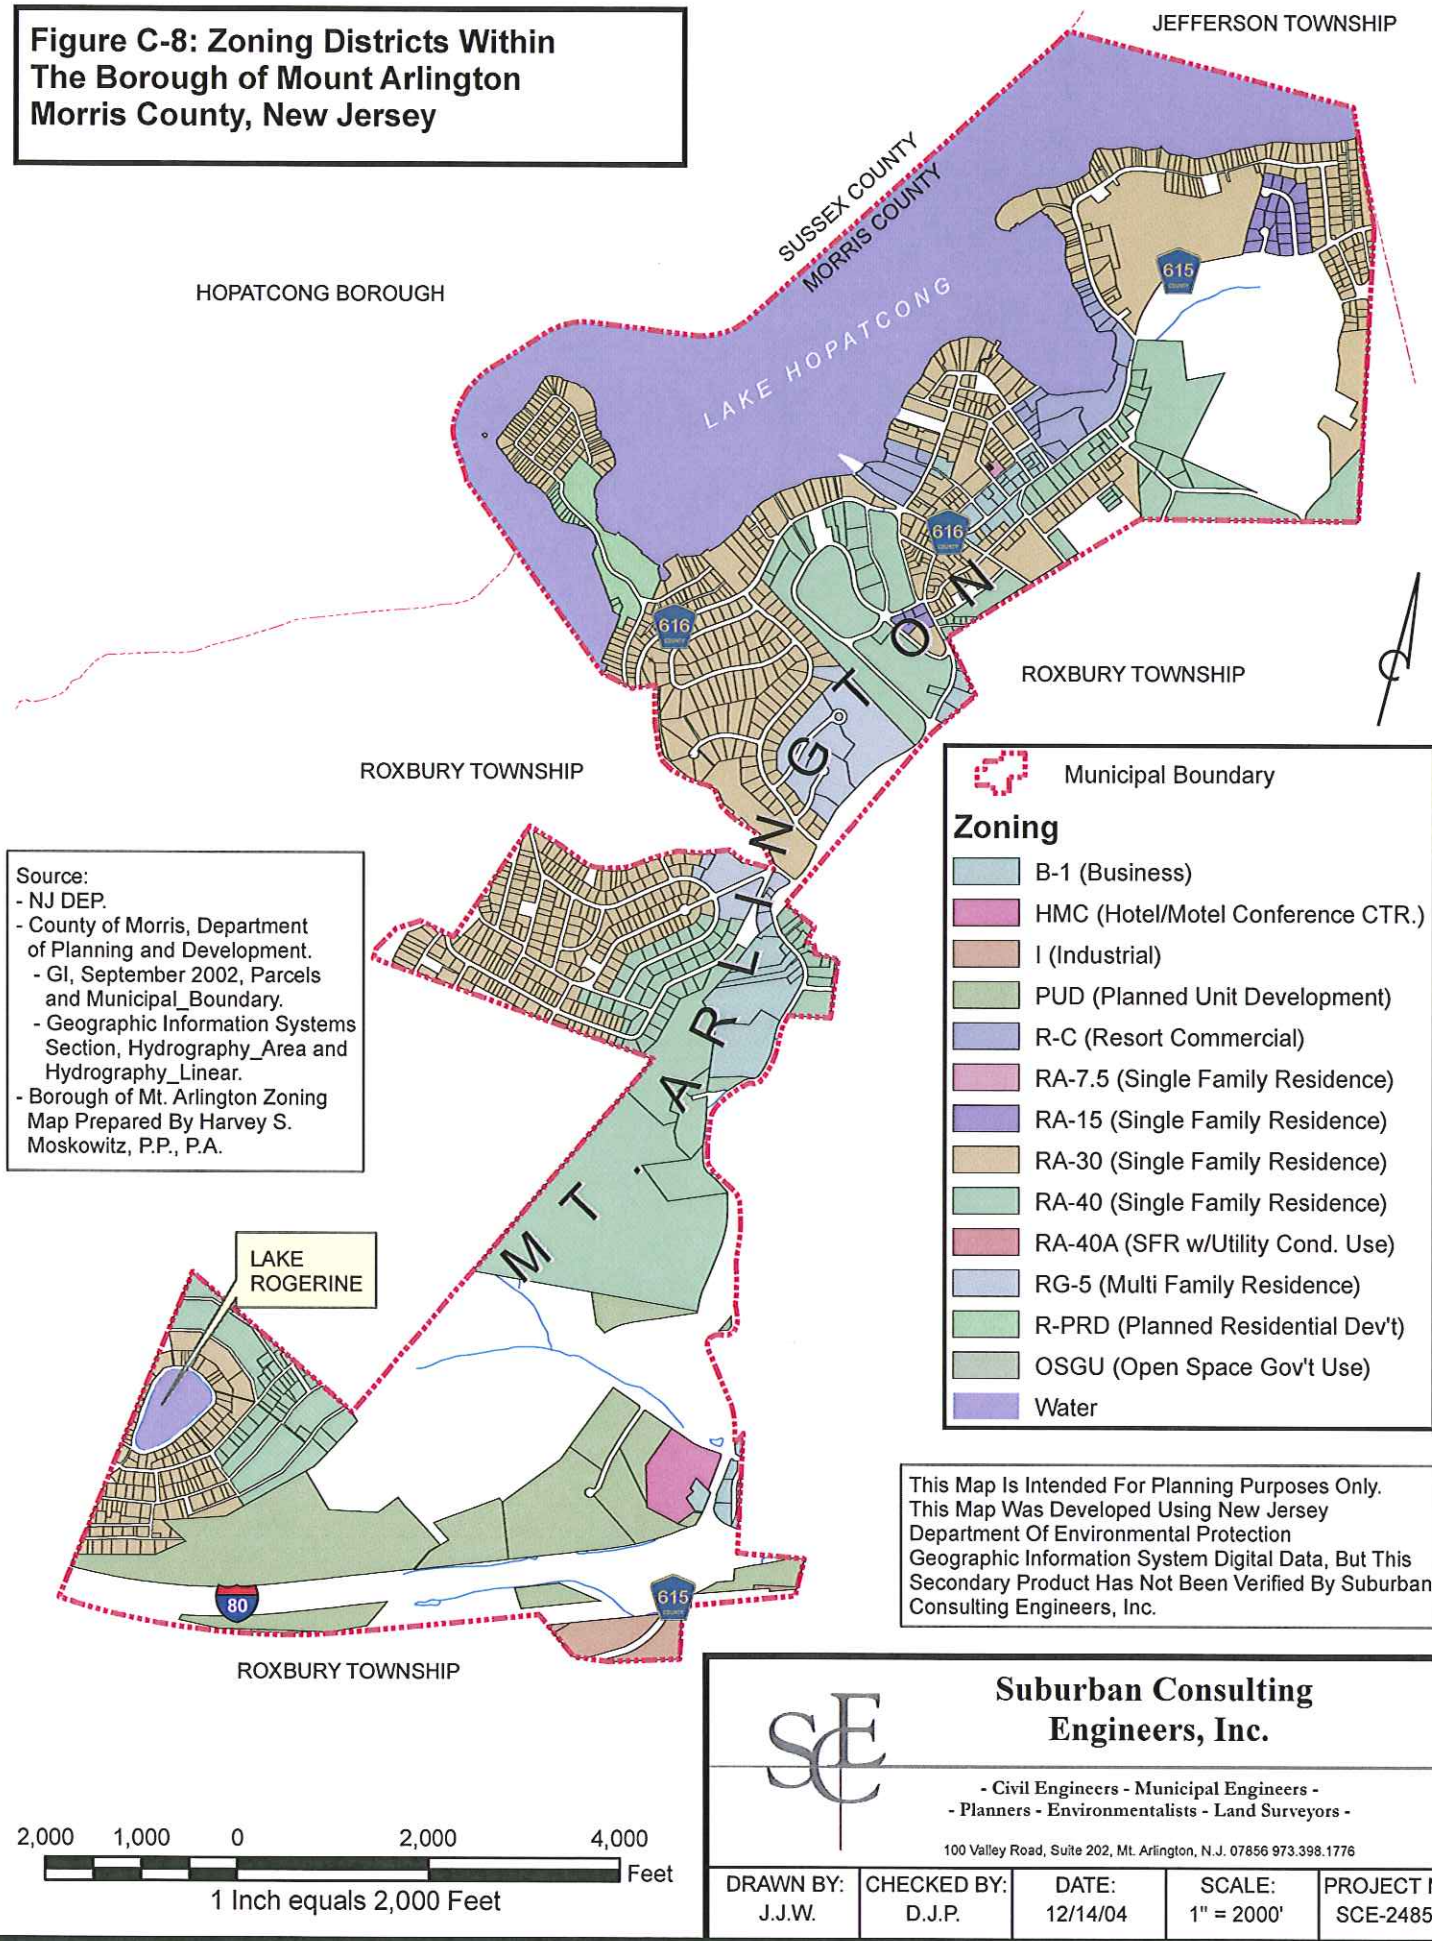 Figure C-8: Zoning Districts Within
The Borough of Mount Arlington
Morris County, New Jersey
JEFFERSON TOWNSHIP
SUSSEX COUNTY
MORRIS COUNTY
HOPATCONG BOROUGH
LAKE HOPATCONG
615
COUNTY
616
COUNTY
616
COUNTY
ROXBURY TOWNSHIP
ROXBURY TOWNSHIP
MT. ARLINGTON
Municipal Boundary
Zoning
B-1 (Business)
HMC (Hotel/Motel Conference CTR.)
I (Industrial)
PUD (Planned Unit Development)
R-C (Resort Commercial)
RA-7.5 (Single Family Residence)
RA-15 (Single Family Residence)
RA-30 (Single Family Residence)
RA-40 (Single Family Residence)
RA-40A (SFR w/Utility Cond. Use)
RG-5 (Multi Family Residence)
R-PRD (Planned Residential Dev't)
OSGU (Open Space Gov't Use)
Water
Source:
- NJ DEP.
- County of Morris, Department
of Planning and Development.
- GI, September 2002, Parcels
and Municipal_Boundary.
- Geographic Information Systems
Section, Hydrography_Area and
Hydrography_Linear.
- Borough of Mt. Arlington Zoning
Map Prepared By Harvey S.
Moskowitz, P.P., P.A.
LAKE
ROGERINE
80
615
COUNTY
ROXBURY TOWNSHIP
This Map Is Intended For Planning Purposes Only.
This Map Was Developed Using New Jersey
Department Of Environmental Protection
Geographic Information System Digital Data, But This
Secondary Product Has Not Been Verified By Suburban
Consulting Engineers, Inc.
SCE
Suburban Consulting
Engineers, Inc.
- Civil Engineers - Municipal Engineers -
- Planners - Environmentalists - Land Surveyors -
100 Valley Road, Suite 202, Mt. Arlington, N.J. 07856 973.398.1776
2,000 1,000 0 2,000 4,000
Feet
1 Inch equals 2,000 Feet
DRAWN BY:
J.J.W.
CHECKED BY:
D.J.P.
DATE:
12/14/04
SCALE:
1" = 2000'
PROJECT
SCE-2485